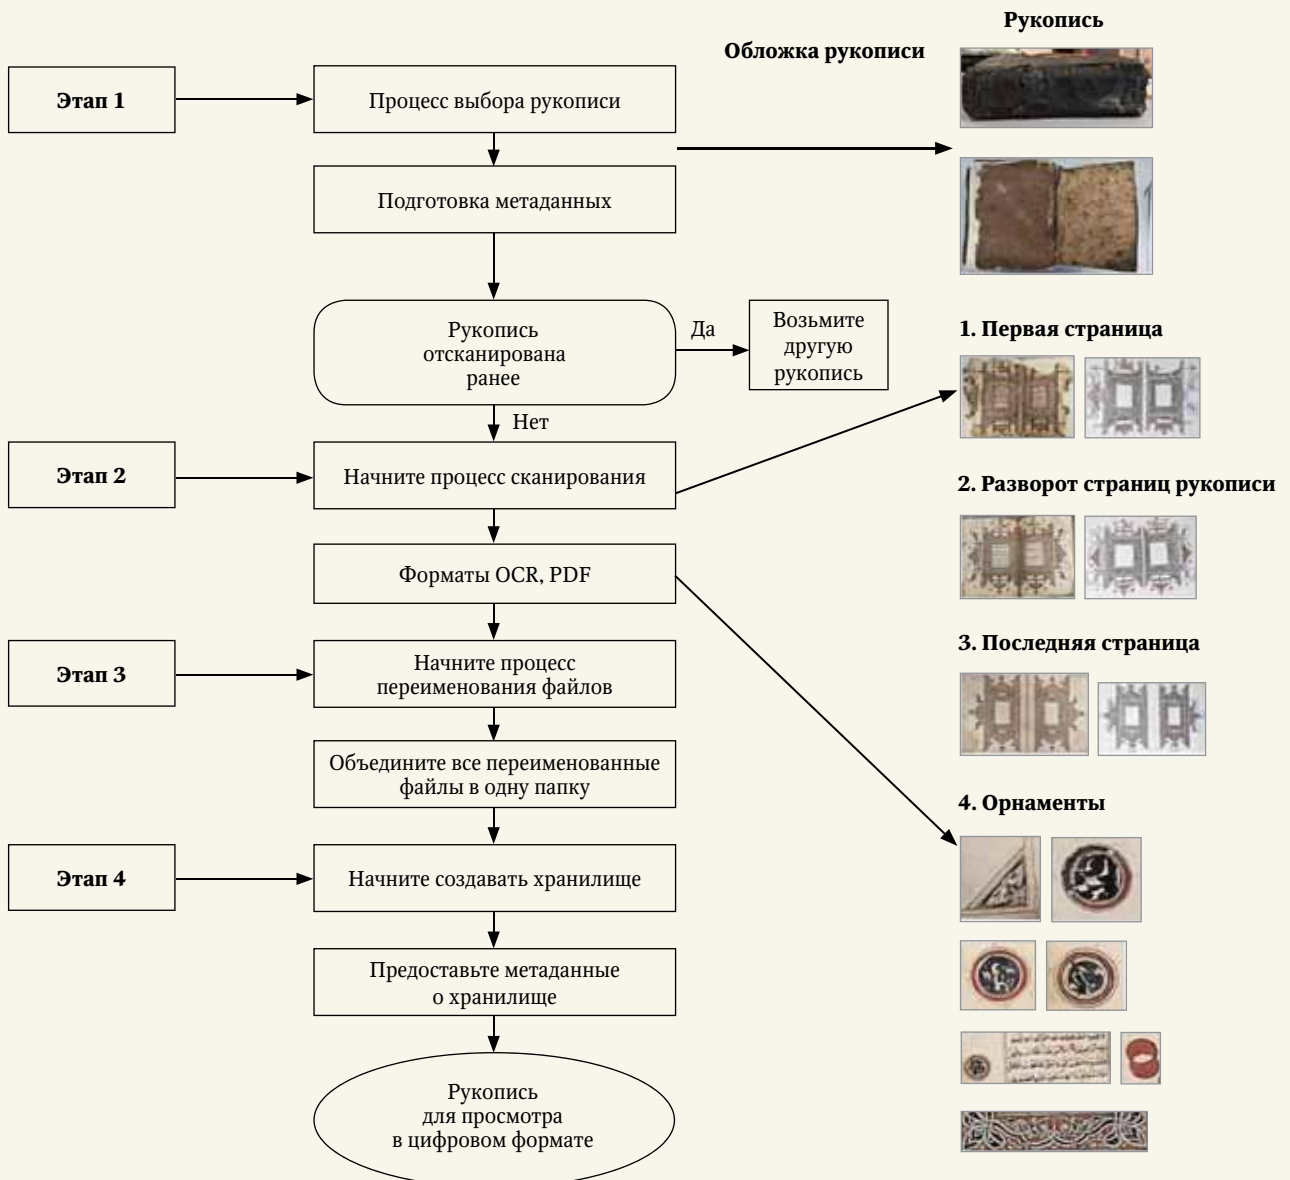 Рукопись
Обложка рукописи
Этап 1
Процесс выбора рукописи
Подготовка метаданных
Рукопись
отсканирована
ранее
Да
Возьмите
другую
рукопись
Нет
1. Первая страница
Этап 2
Начните процесс сканирования
2. Разворот страниц рукописи
Форматы OCR, PDF
3. Последняя страница
Этап 3
Начните процесс
переименования файлов
Объедините все переименованные
файлы в одну папку
4. Орнаменты
Этап 4
Начните создавать хранилище
Предоставьте метаданные
о хранилище
Рукопись
для просмотра
в цифровом формате